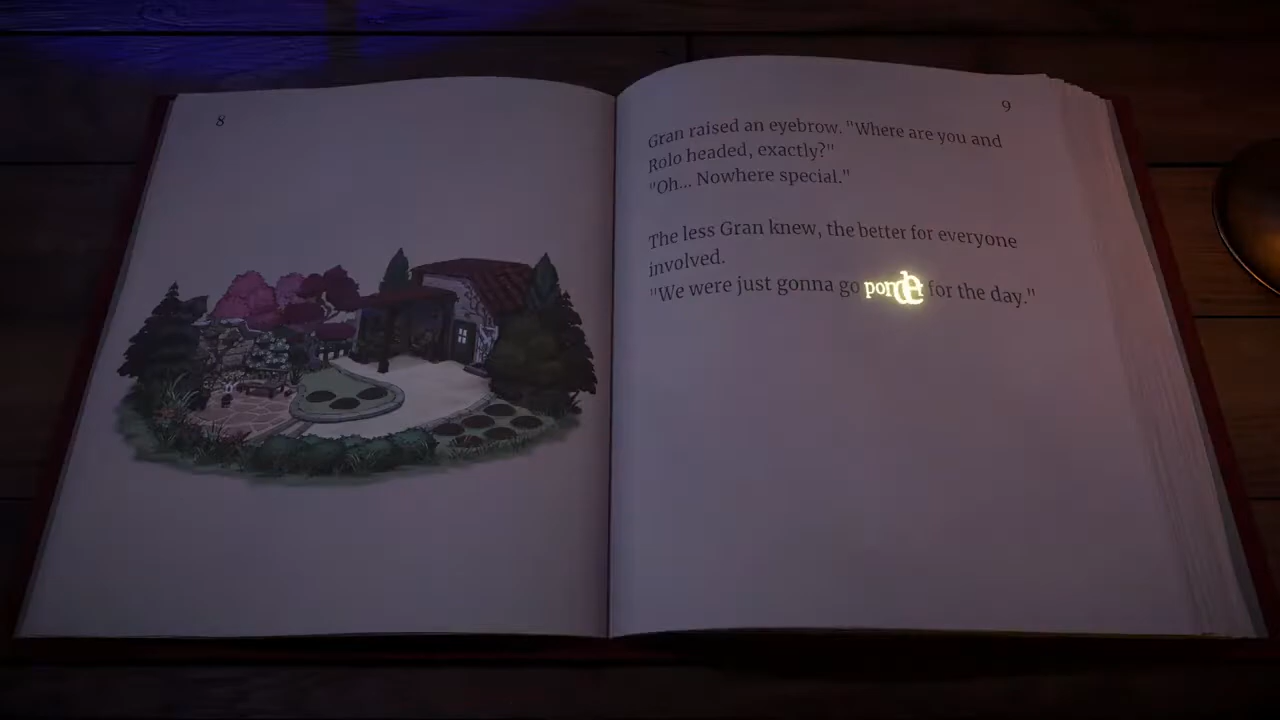 8
9
Gran raised an eyebrow. "Where are you and
Rolo headed, exactly?"
"Oh... Nowhere special."
The less Gran knew, the better for everyone
involved.
"We were just gonna go for the day."